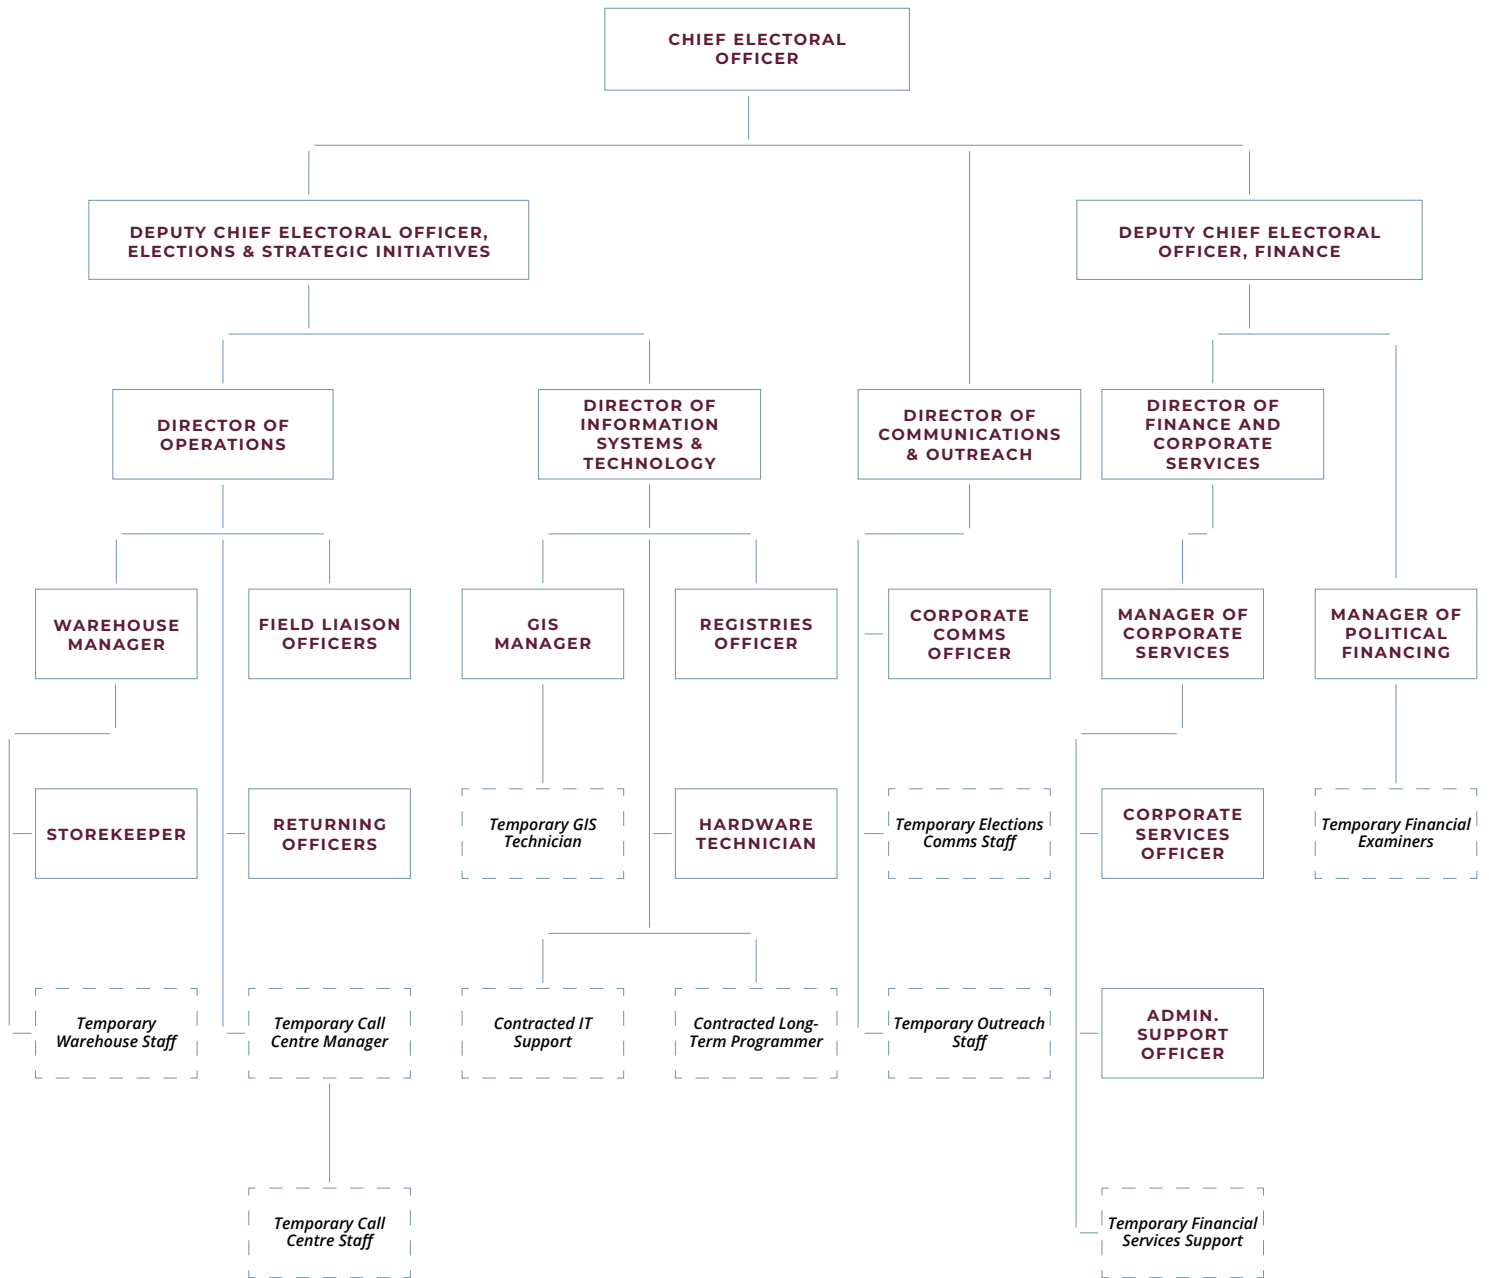 CHIEF ELECTORAL
OFFICER
DEPUTY CHIEF ELECTORAL OFFICER,
ELECTIONS & STRATEGIC INITIATIVES
DEPUTY CHIEF ELECTORAL
OFFICER, FINANCE
DIRECTOR OF
OPERATIONS
DIRECTOR OF
INFORMATION
SYSTEMS &
TECHNOLOGY
DIRECTOR OF
COMMUNICATIONS
& OUTREACH
DIRECTOR OF
FINANCE AND
CORPORATE
SERVICES
WAREHOUSE
MANAGER
FIELD LIAISON
OFFICERS
GIS
MANAGER
REGISTRIES
OFFICER
CORPORATE
COMMS
OFFICER
MANAGER OF
CORPORATE
SERVICES
MANAGER OF
POLITICAL
FINANCING
STOREKEEPER
RETURNING
OFFICERS
Temporary GIS
Technician
HARDWARE
TECHNICIAN
Temporary Elections
Comms Staff
CORPORATE
SERVICES
OFFICER
Temporary Financial
Examiners
Temporary
Warehouse Staff
Temporary Call
Centre Manager
Contracted IT
Support
Contracted Long-
Term Programmer
Temporary Outreach
Staff
ADMIN.
SUPPORT
OFFICER
Temporary Call
Centre Staff
Temporary Financial
Services Support